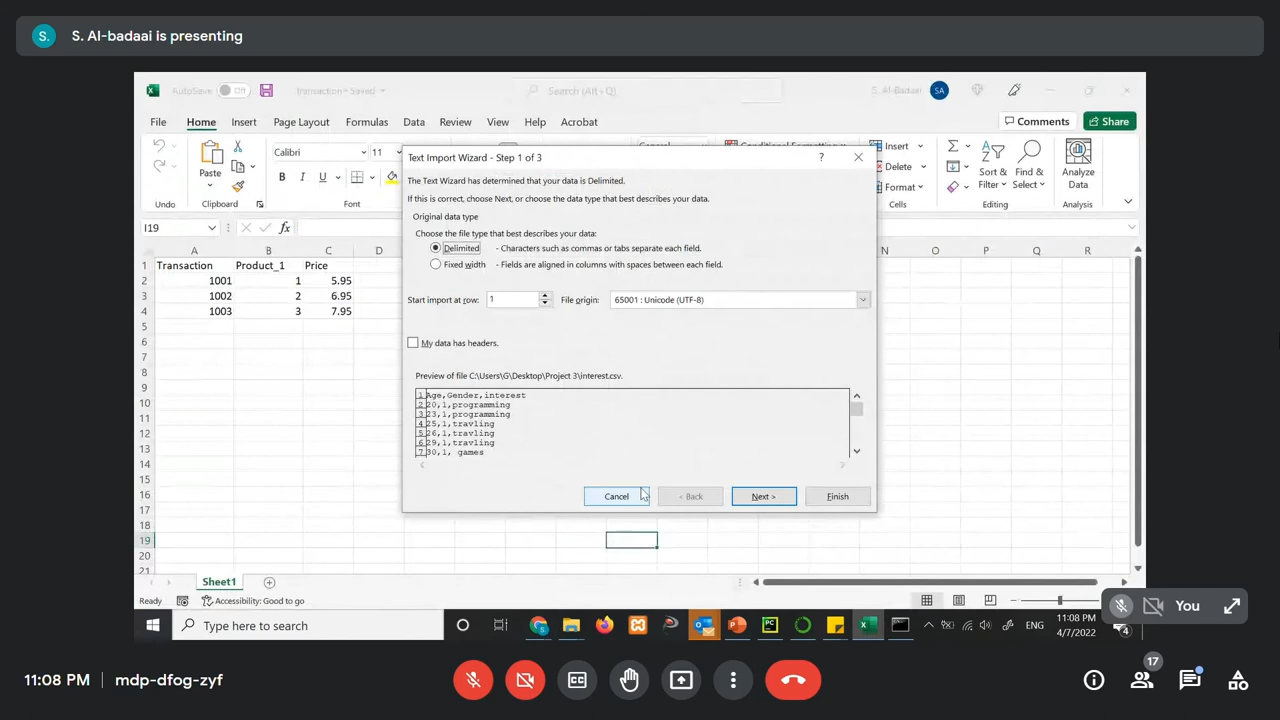 S. S. Al-badaai is presenting
AutoSave Off transaction • Saved Search (Alt+Q) S. Al-Badaai SA
File Home Insert Page Layout Formulas Data Review View Help Acrobat Comments Share
Paste Calibri 11 General Conditional Formatting Insert Sort & Filter Find & Select Analyze Data
B I U Delete
Format
Undo Clipboard Font Cells Editing Analysis
I19 fx
A B C D N O P Q R
1 Transaction Product_1 Price
2 1001 1 5.95
3 1002 2 6.95
4 1003 3 7.95
5
6
7
8
9
10
11
12
13
14
15
16
17
18
19
20
21
Text Import Wizard - Step 1 of 3 ?
The Text Wizard has determined that your data is Delimited.
If this is correct, choose Next, or choose the data type that best describes your data.
Original data type
Choose the file type that best describes your data:
Delimited - Characters such as commas or tabs separate each field.
Fixed width - Fields are aligned in columns with spaces between each field.
Start import at row: 1 File origin: 65001 : Unicode (UTF-8)
My data has headers.
Preview of file C:\Users\G\Desktop\Project 3\interest.csv.
1 Age,Gender,interest
2 20,1,programming
3 23,1,programming
4 25,1,travling
5 26,1,travling
6 29,1,travling
7 30,1, games
Cancel < Back Next > Finish
Sheet1
Ready Accessibility: Good to go
You
Type here to search PC ENG 11:08 PM
4/7/2022 4
11:08 PM mdp-dfog-zyf 17